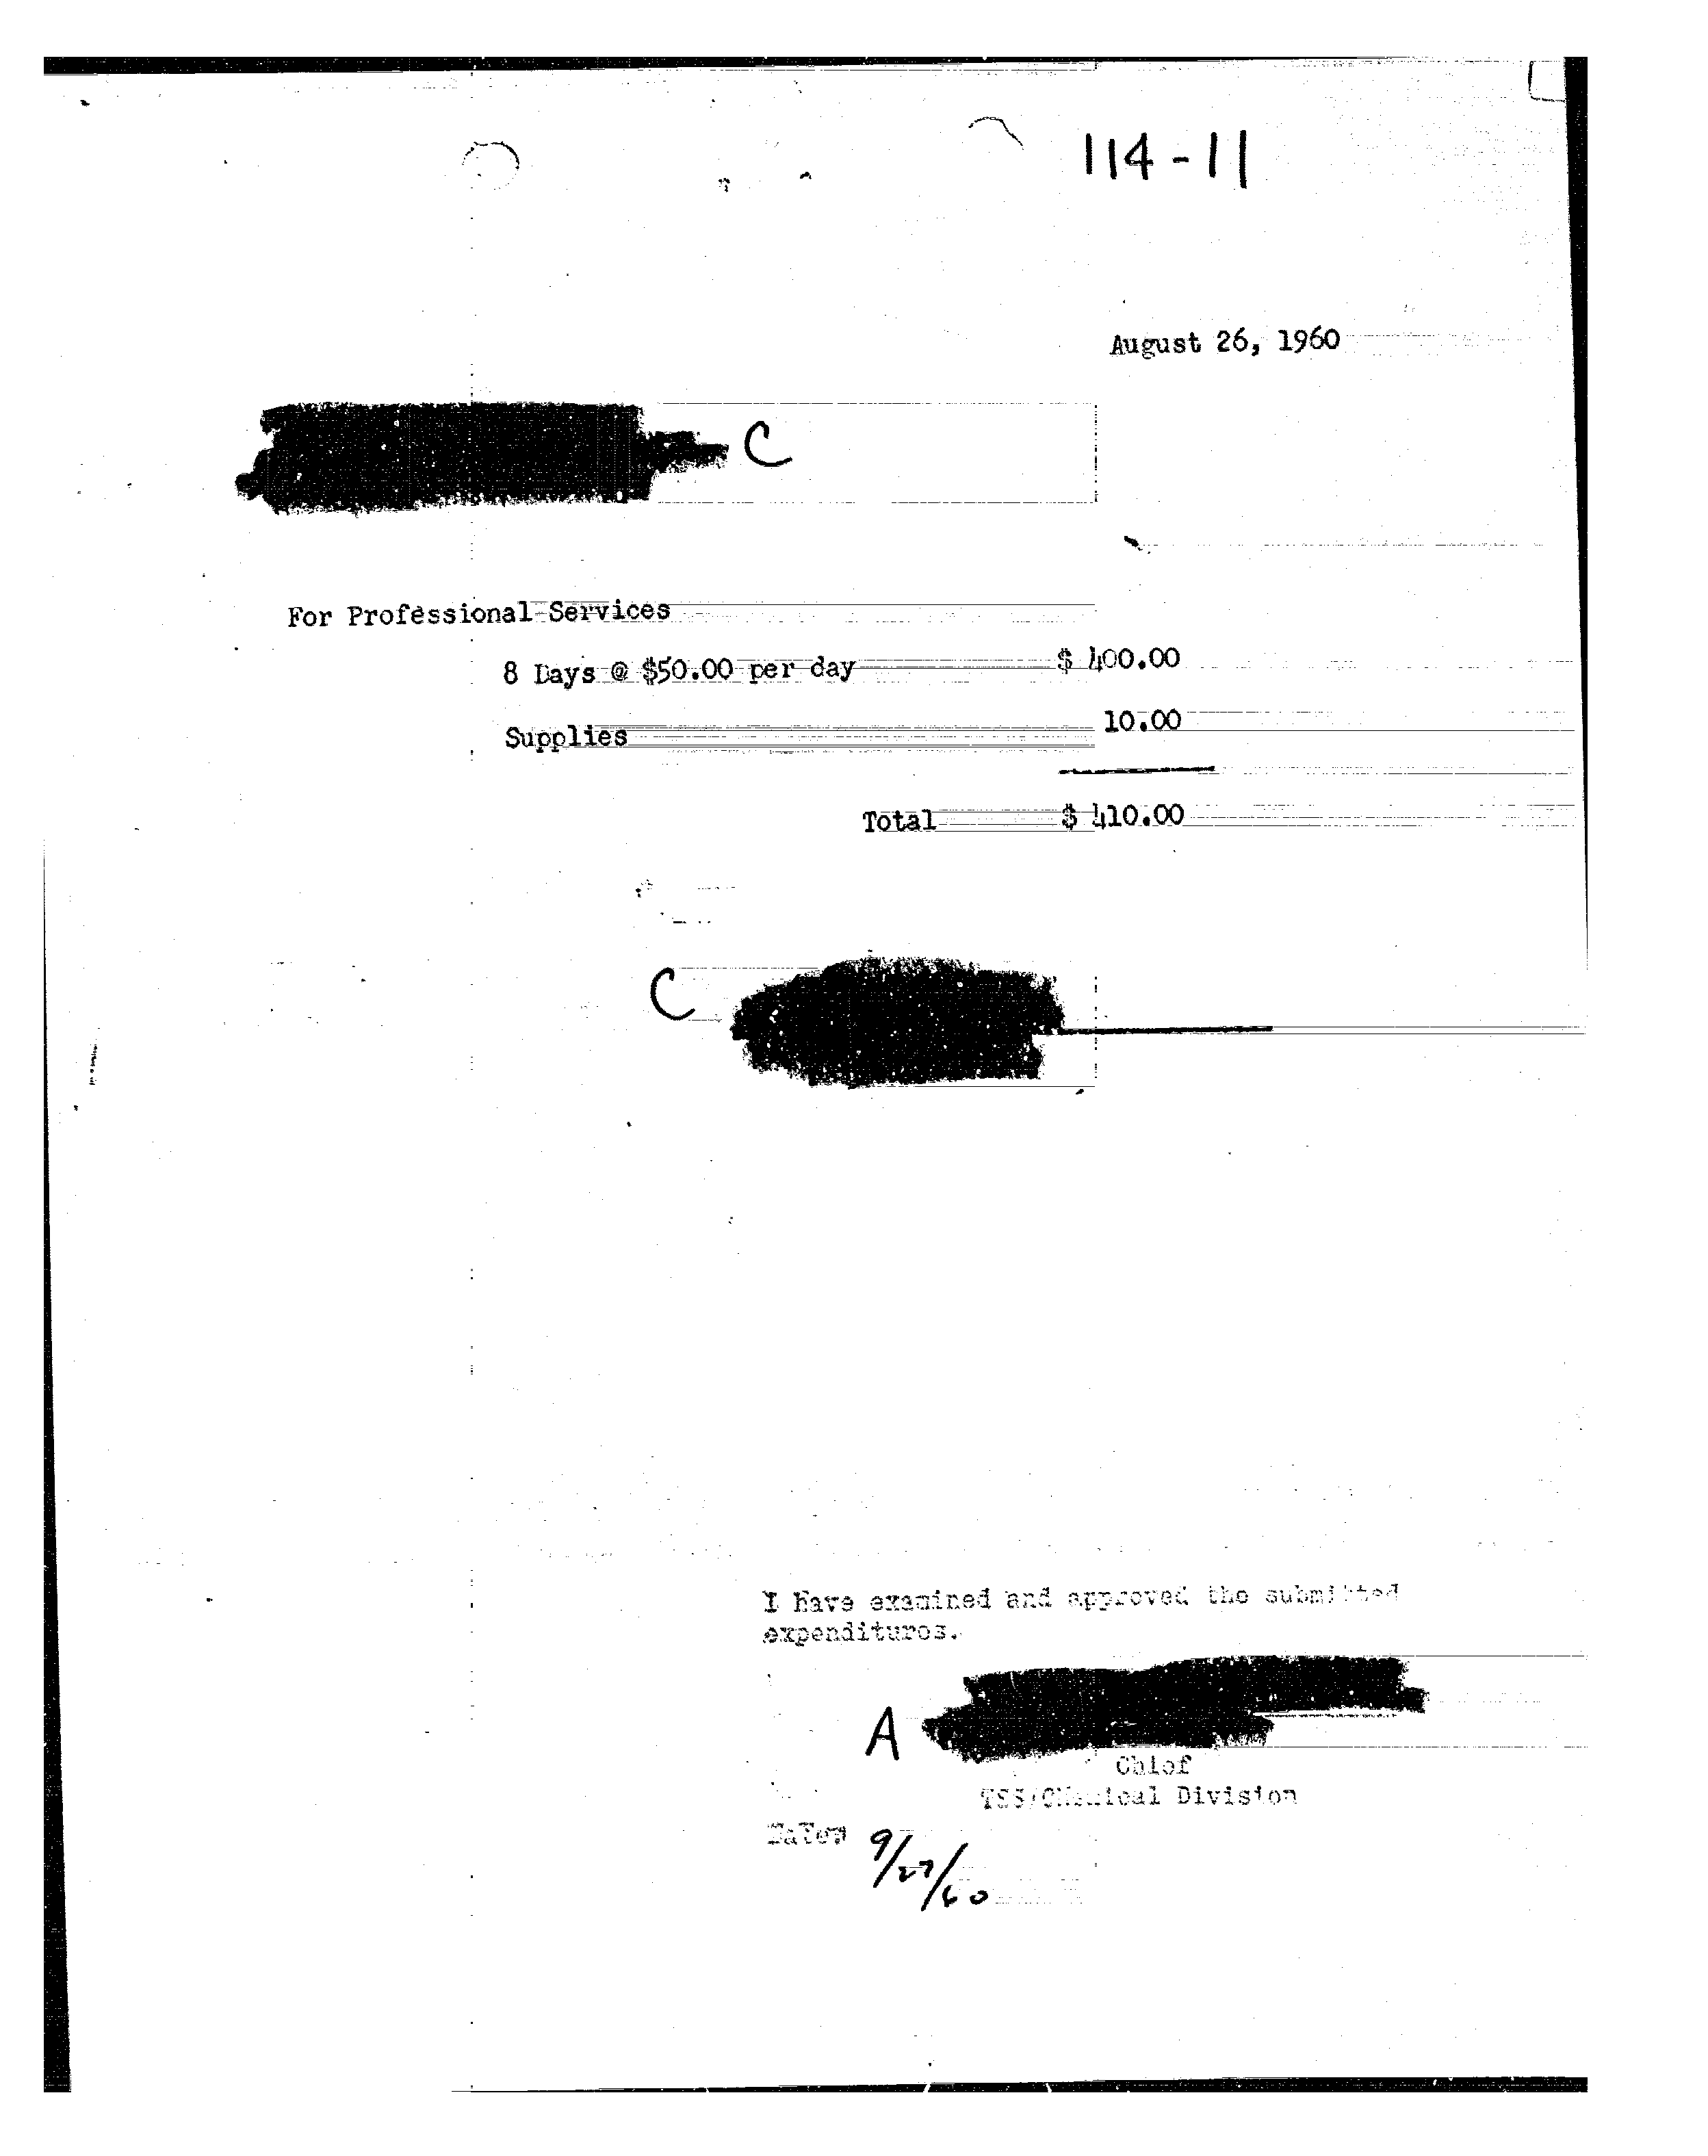 114-11
August 26, 1960
C
For Professional Services
8 Days @ $50.00 per day $ 400.00
Supplies 10.00
Total $ 410.00
C
I have examined and approved the submitted
expenditures.
A
Chief
TSS/Chemical Division
Date:
9/27/60